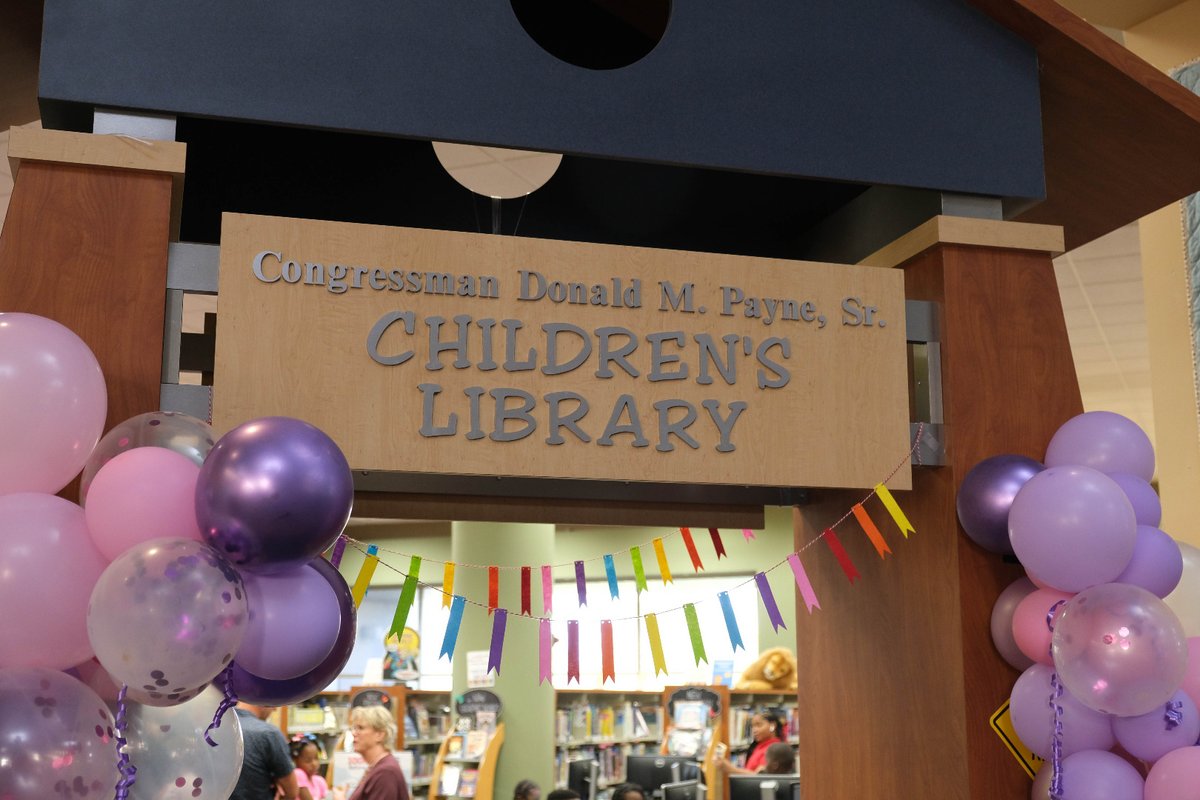 Congressman Donald M. Payne, Sr.
CHILDREN'S
LIBRARY